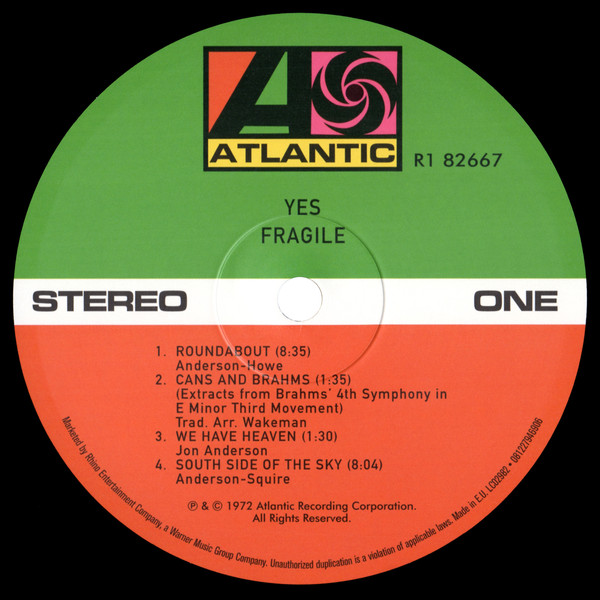 ATLANTIC
R1 82667
YES
FRAGILE
STEREO
ONE
1. ROUNDABOUT (8:35)
Anderson-Howe
2. CANS AND BRAHMS (1:35)
(Extracts from Brahms' 4th Symphony in
E Minor Third Movement)
Trad. Arr. Wakeman
3. WE HAVE HEAVEN (1:30)
Jon Anderson
4. SOUTH SIDE OF THE SKY (8:04)
Anderson-Squire
℗ & © 1972 Atlantic Recording Corporation.
All Rights Reserved.
Marketed by Rhino Entertainment Company, a Warner Music Group Company. Unauthorized duplication is a violation of applicable laws. Made in E.U. LC02982 • 081227946906